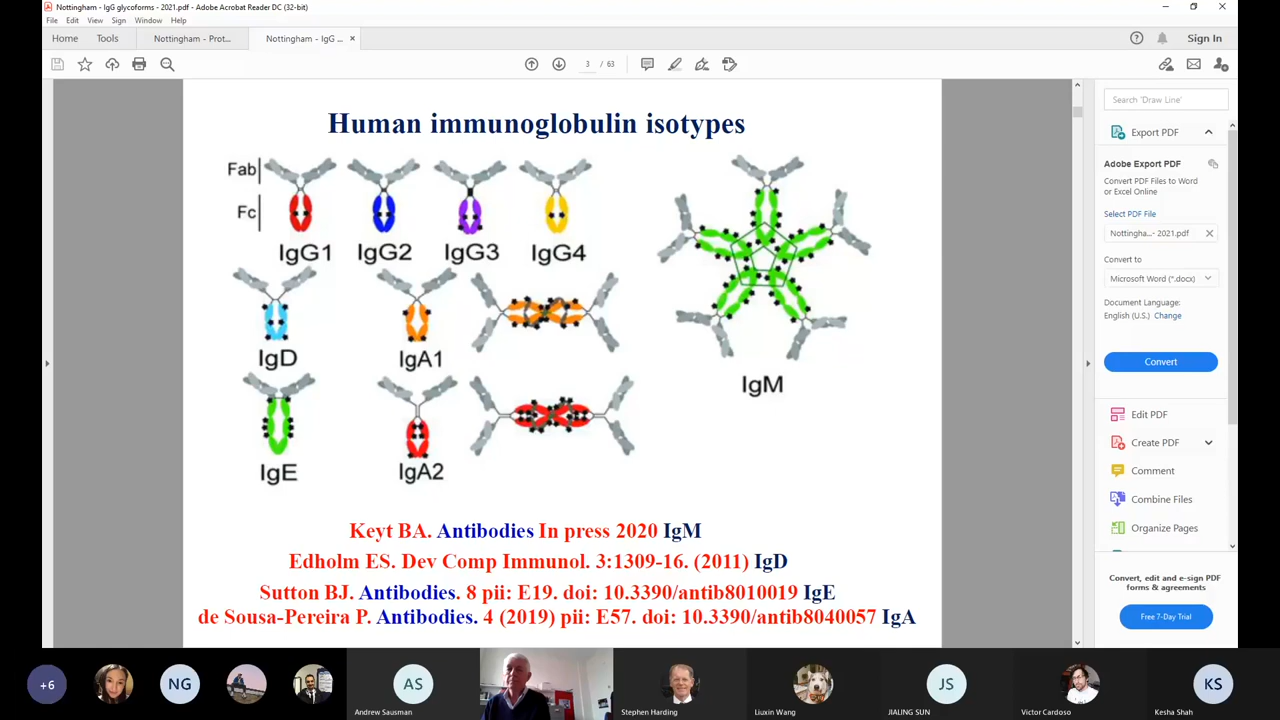 Nottingham - IgG glycoforms - 2021.pdf - Adobe Acrobat Reader DC (32-bit)
File Edit View Sign Window Help
Home Tools Nottingham - Prot... Nottingham - IgG ... × Sign In
3 / 63
Human immunoglobulin isotypes
Fab
Fc
IgG1 IgG2 IgG3 IgG4
IgD IgA1
IgM
IgE IgA2
Keyt BA. Antibodies In press 2020 IgM
Edholm ES. Dev Comp Immunol. 3:1309-16. (2011) IgD
Sutton BJ. Antibodies. 8 pii: E19. doi: 10.3390/antib8010019 IgE
de Sousa-Pereira P. Antibodies. 4 (2019) pii: E57. doi: 10.3390/antib8040057 IgA
Search 'Draw Line'
Export PDF
Adobe Export PDF
Convert PDF Files to Word
or Excel Online
Select PDF File
Nottingha...- 2021.pdf
Convert to
Microsoft Word (*.docx)
Document Language:
English (U.S.) Change
Convert
Edit PDF
Create PDF
Comment
Combine Files
Organize Pages
Convert, edit and e-sign PDF
forms & agreements
Free 7-Day Trial
+6 NG AS JS KS
Andrew Sausman Stephen Harding Liuxin Wang JIALING SUN Victor Cardoso Kesha Shah